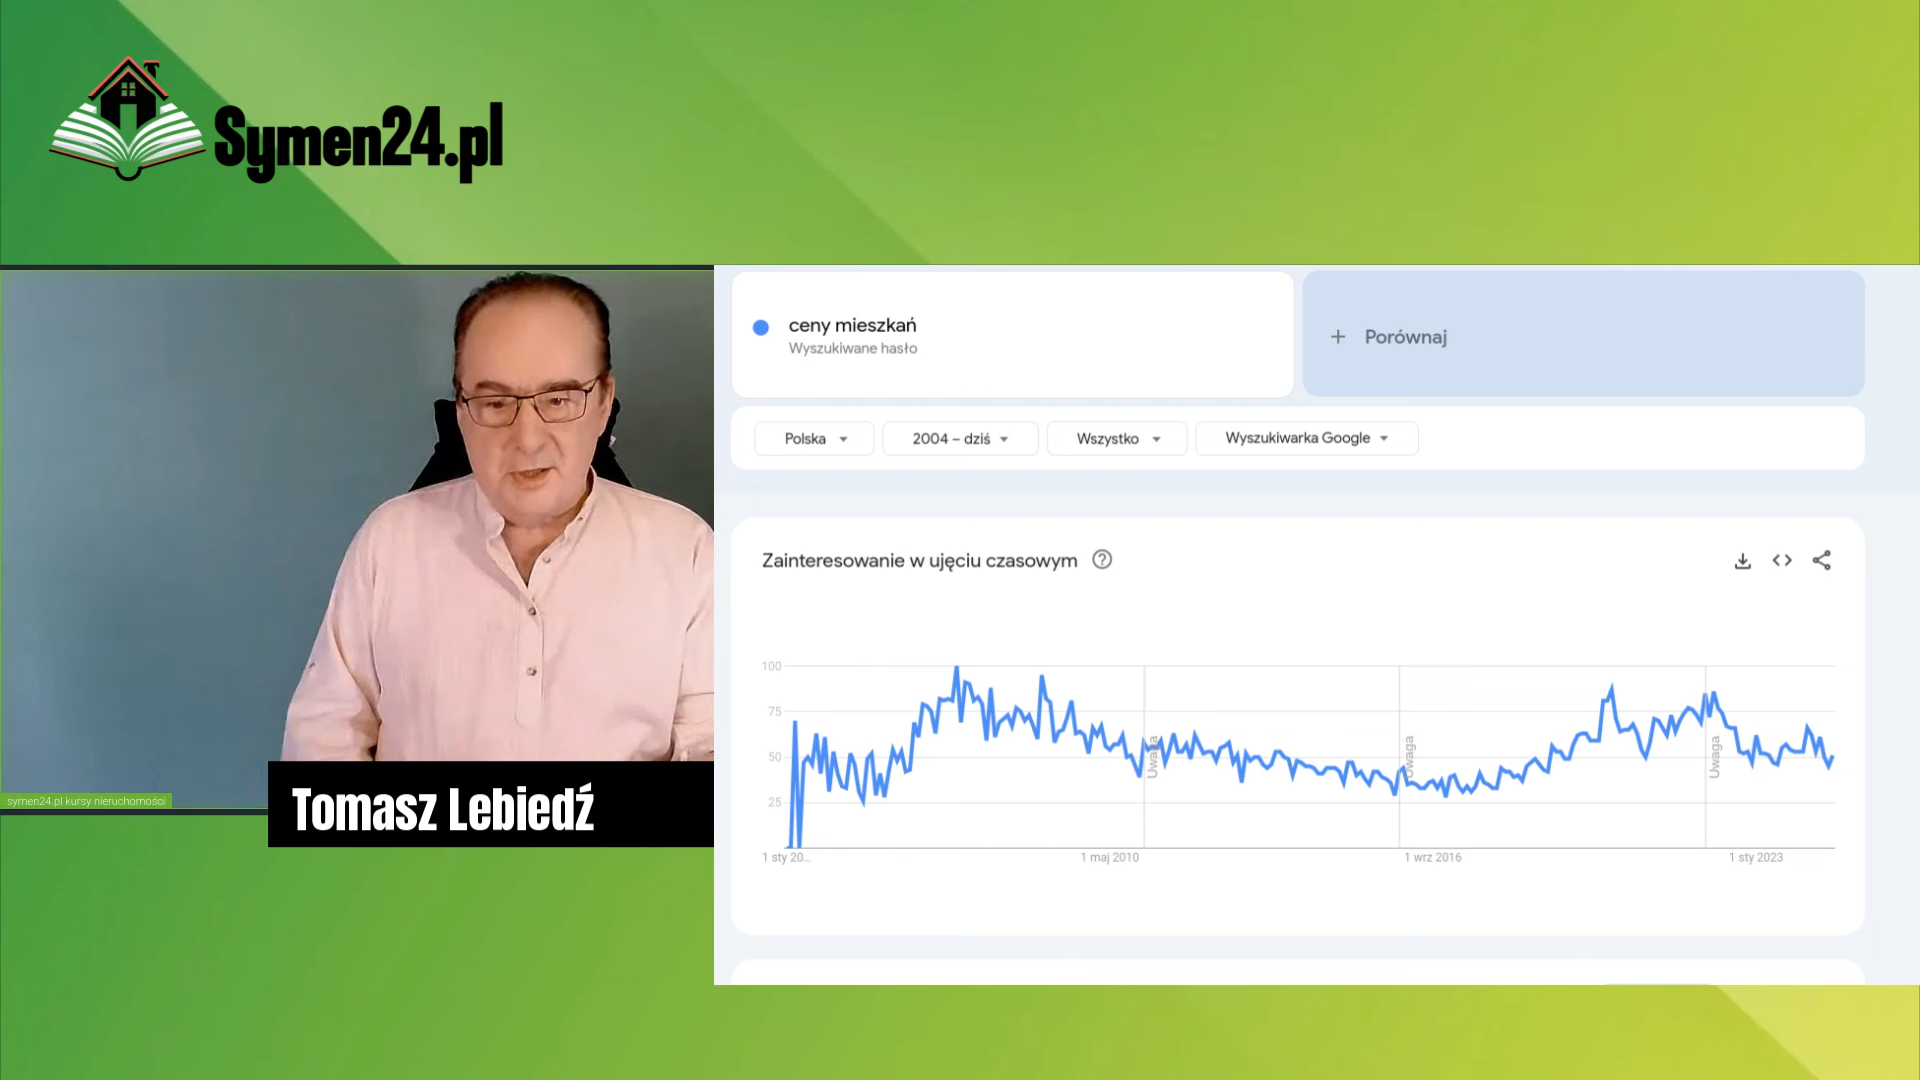 Symen24.pl
ceny mieszkań
Wyszukiwane hasło
+ Porównaj
Polska
2004 – dziś
Wszystko
Wyszukiwarka Google
Zainteresowanie w ujęciu czasowym
100
75
50
25
Uwaga
Uwaga
Uwaga
1 sty 20...
1 maj 2010
1 wrz 2016
1 sty 2023
symen24.pl kursy nieruchomości
Tomasz Lebiedź